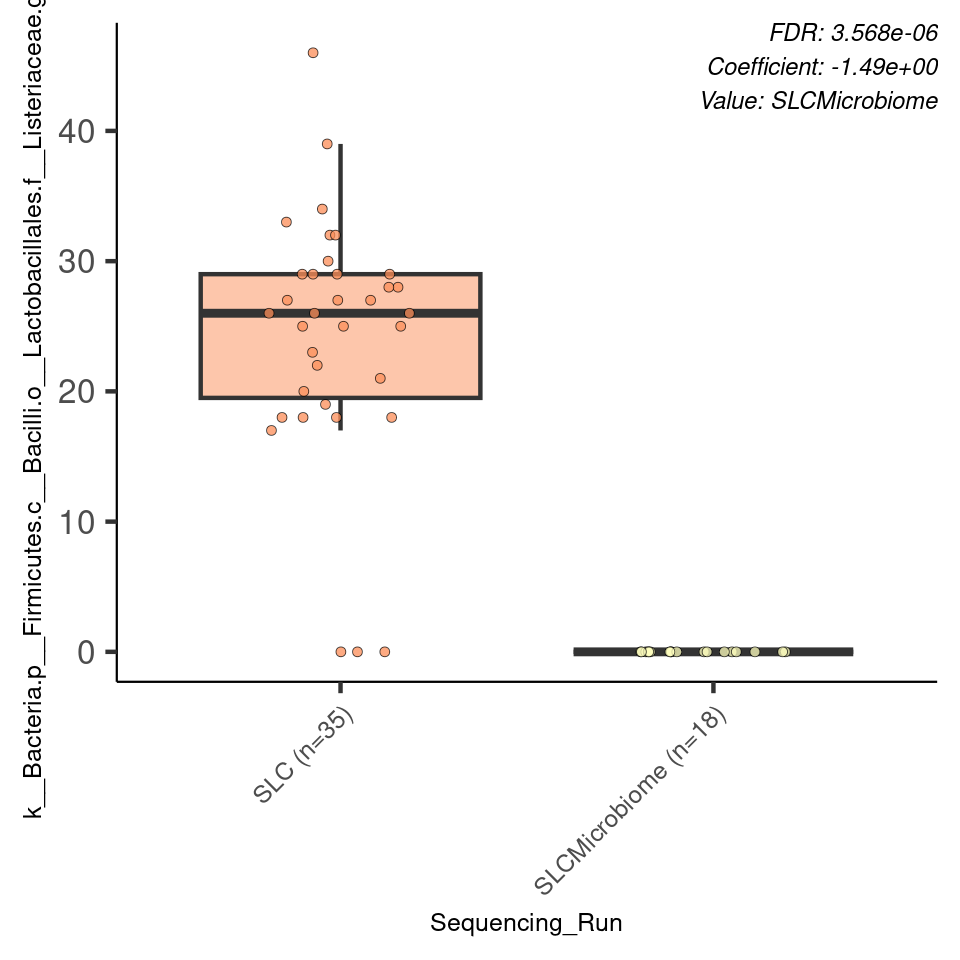 FDR: 3.568e-06
Coefficient: -1.49e+00
Value: SLCMicrobiome
k__Bacteria.p__Firmicutes.c__Bacilli.o__Lactobacillales.f__Listeriaceae.g
40
30
20
10
0
SLC (n=35)
SLCMicrobiome (n=18)
Sequencing_Run